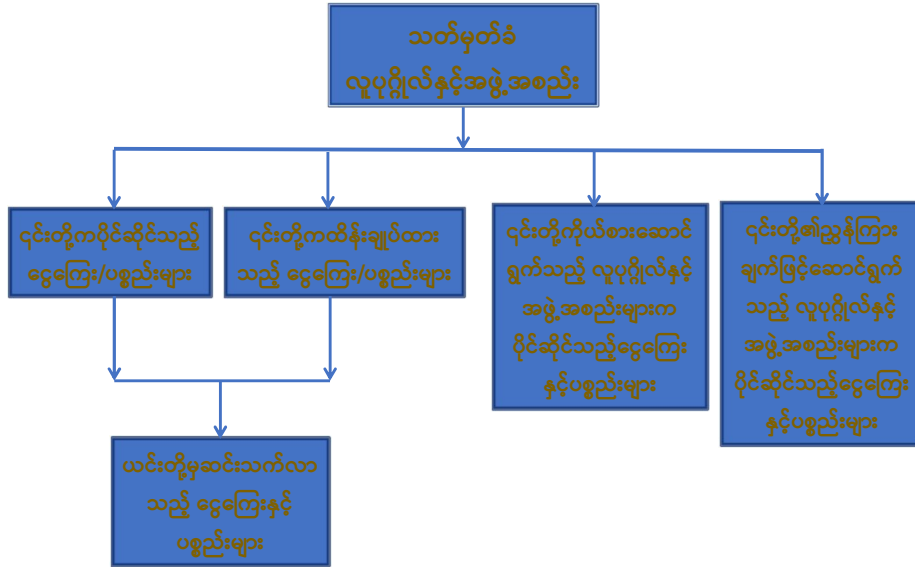 သတ်မှတ်ခံ
လူပုဂ္ဂိုလ်နှင့်အဖွဲ့အစည်း
၎င်းတို့ကပိုင်ဆိုင်သည့်
ငွေကြေး/ပစ္စည်းများ
၎င်းတို့ကထိန်းချုပ်ထား
သည့် ငွေကြေး/ပစ္စည်းများ
၎င်းတို့ကိုယ်စားဆောင်
ရွက်သည့် လူပုဂ္ဂိုလ်နှင့်
အဖွဲ့အစည်းများက
ပိုင်ဆိုင်သည့်ငွေကြေး
နှင့်ပစ္စည်းများ
၎င်းတို့၏ညွှန်ကြား
ချက်ဖြင့်ဆောင်ရွက်
သည့် လူပုဂ္ဂိုလ်နှင့်
အဖွဲ့အစည်းများက
ပိုင်ဆိုင်သည့်ငွေကြေး
နှင့်ပစ္စည်းများ
ယင်းတို့မှဆင်းသက်လာ
သည့် ငွေကြေးနှင့်
ပစ္စည်းများ